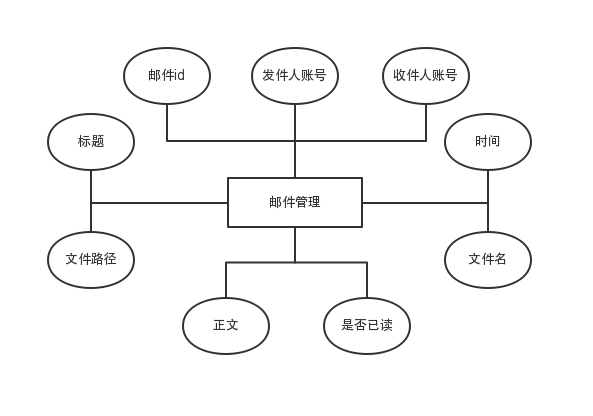 邮件id
发件人账号
收件人账号
标题
时间
邮件管理
文件路径
文件名
正文
是否已读